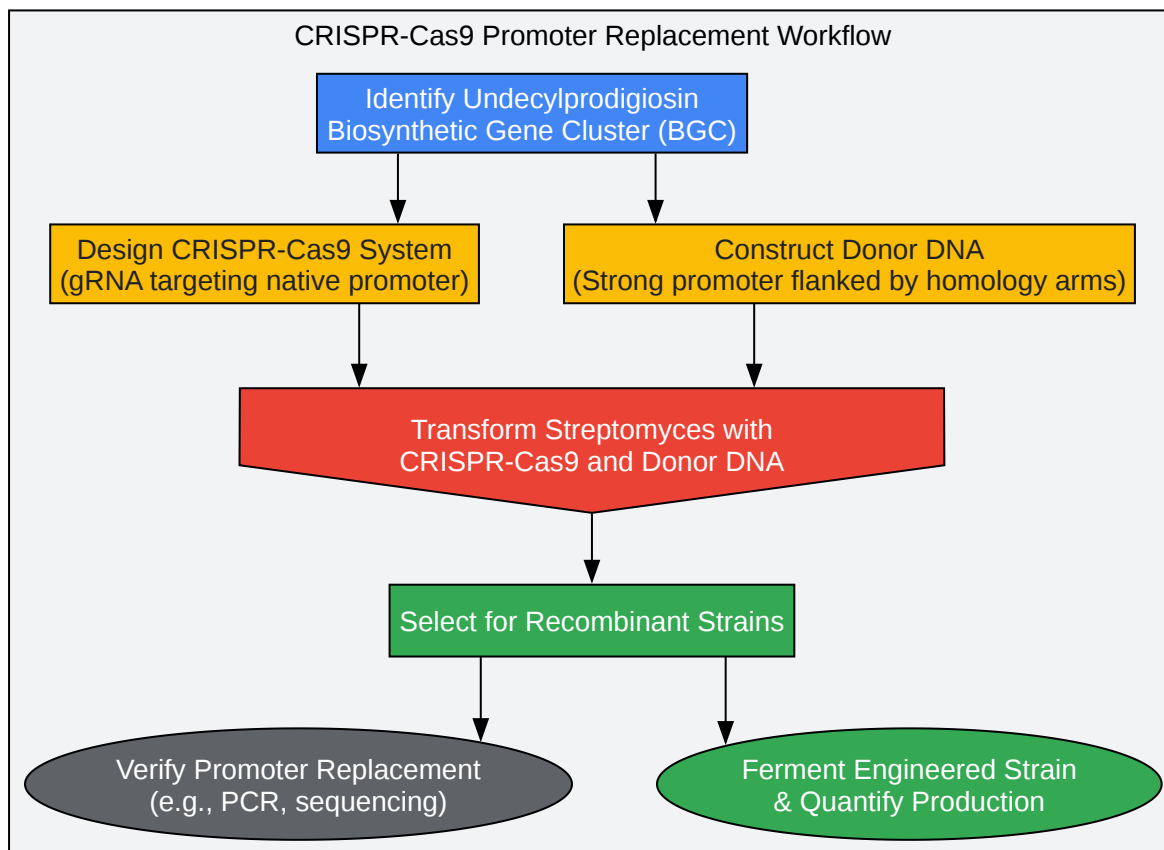 CRISPR-Cas9 Promoter Replacement Workflow
Identify Undecylprodigiosin
Biosynthetic Gene Cluster (BGC)
Design CRISPR-Cas9 System
(gRNA targeting native promoter)
Construct Donor DNA
(Strong promoter flanked by homology arms)
Transform Streptomyces with
CRISPR-Cas9 and Donor DNA
Select for Recombinant Strains
Verify Promoter Replacement
(e.g., PCR, sequencing)
Ferment Engineered Strain
& Quantify Production